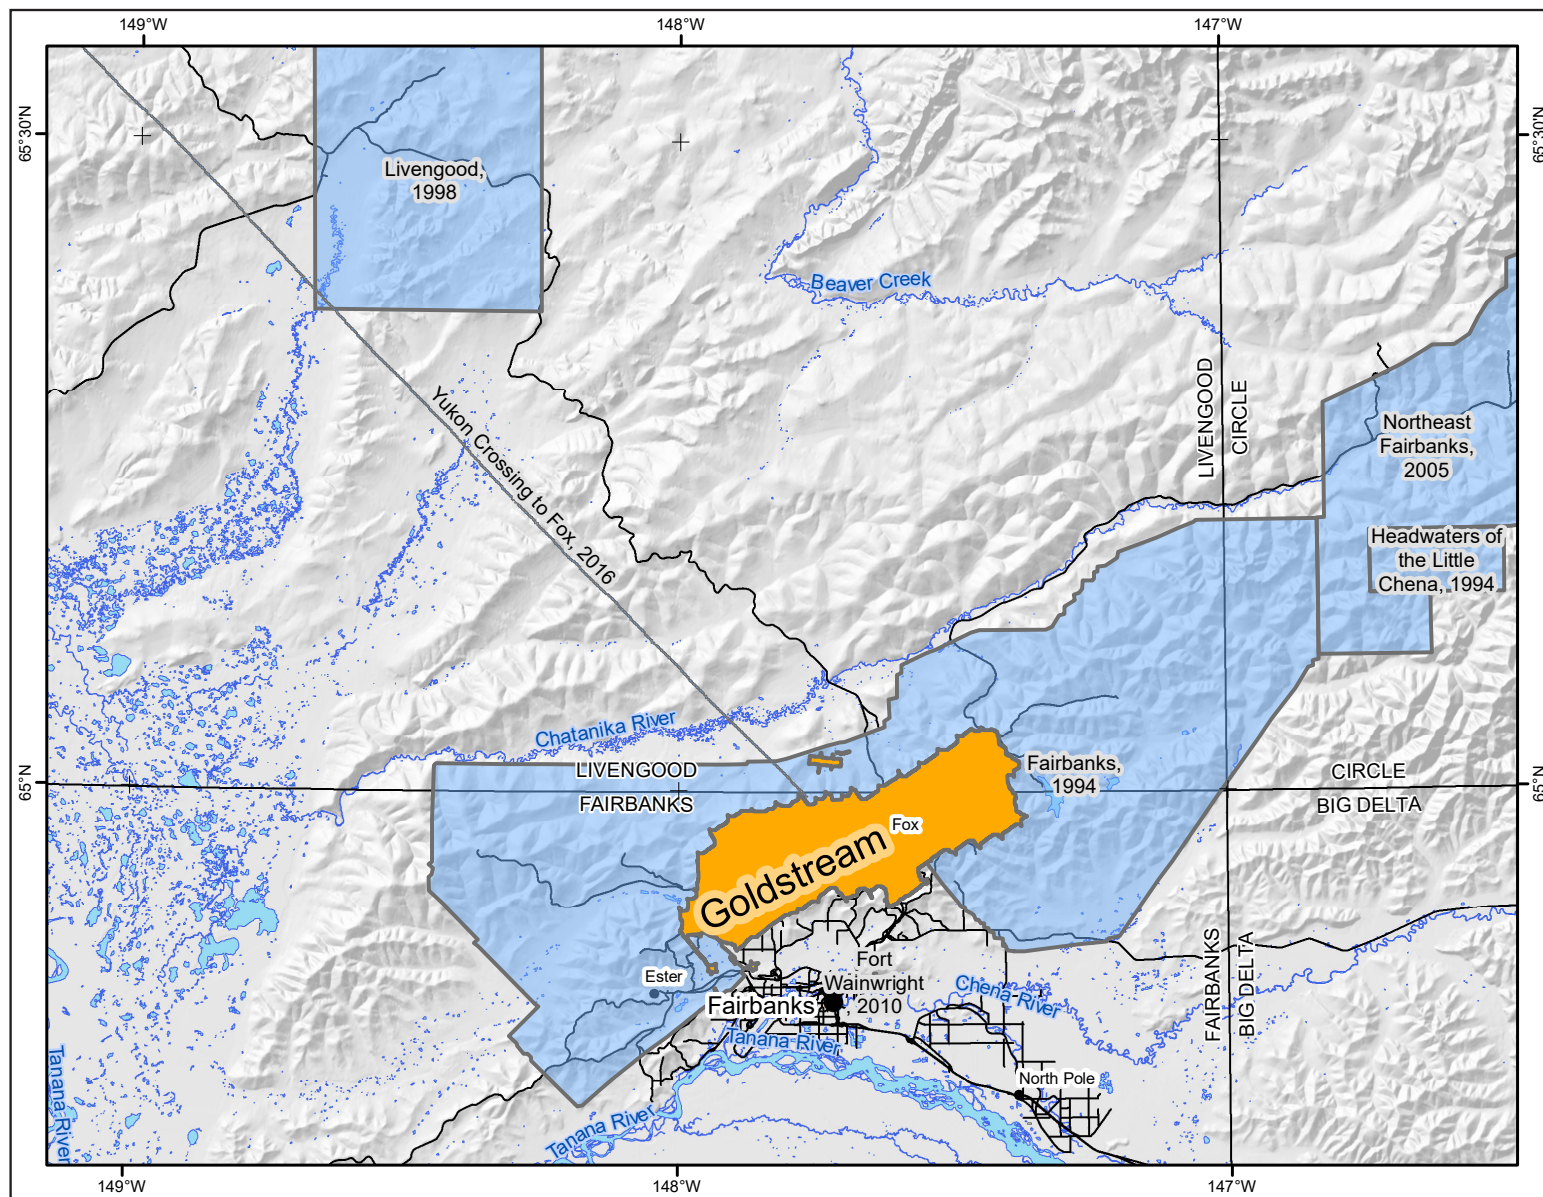 149°W
148°W
147°W
65°30'N
65°30'N
Livengood,
1998
Beaver Creek
LIVENGOOD
CIRCLE
Yukon Crossing to Fox, 2016
Northeast
Fairbanks,
2005
Headwaters of
the Little
Chena, 1994
Chatanika River
LIVENGOOD
FAIRBANKS
Fairbanks,
1994
CIRCLE
BIG DELTA
65°N
65°N
Fox
Goldstream
Ester
Fort
Wainwright
, 2010
Fairbanks
Chena River
FAIRBANKS
BIG DELTA
Tanana River
North Pole
Tanana River
Tanana River
149°W
148°W
147°W